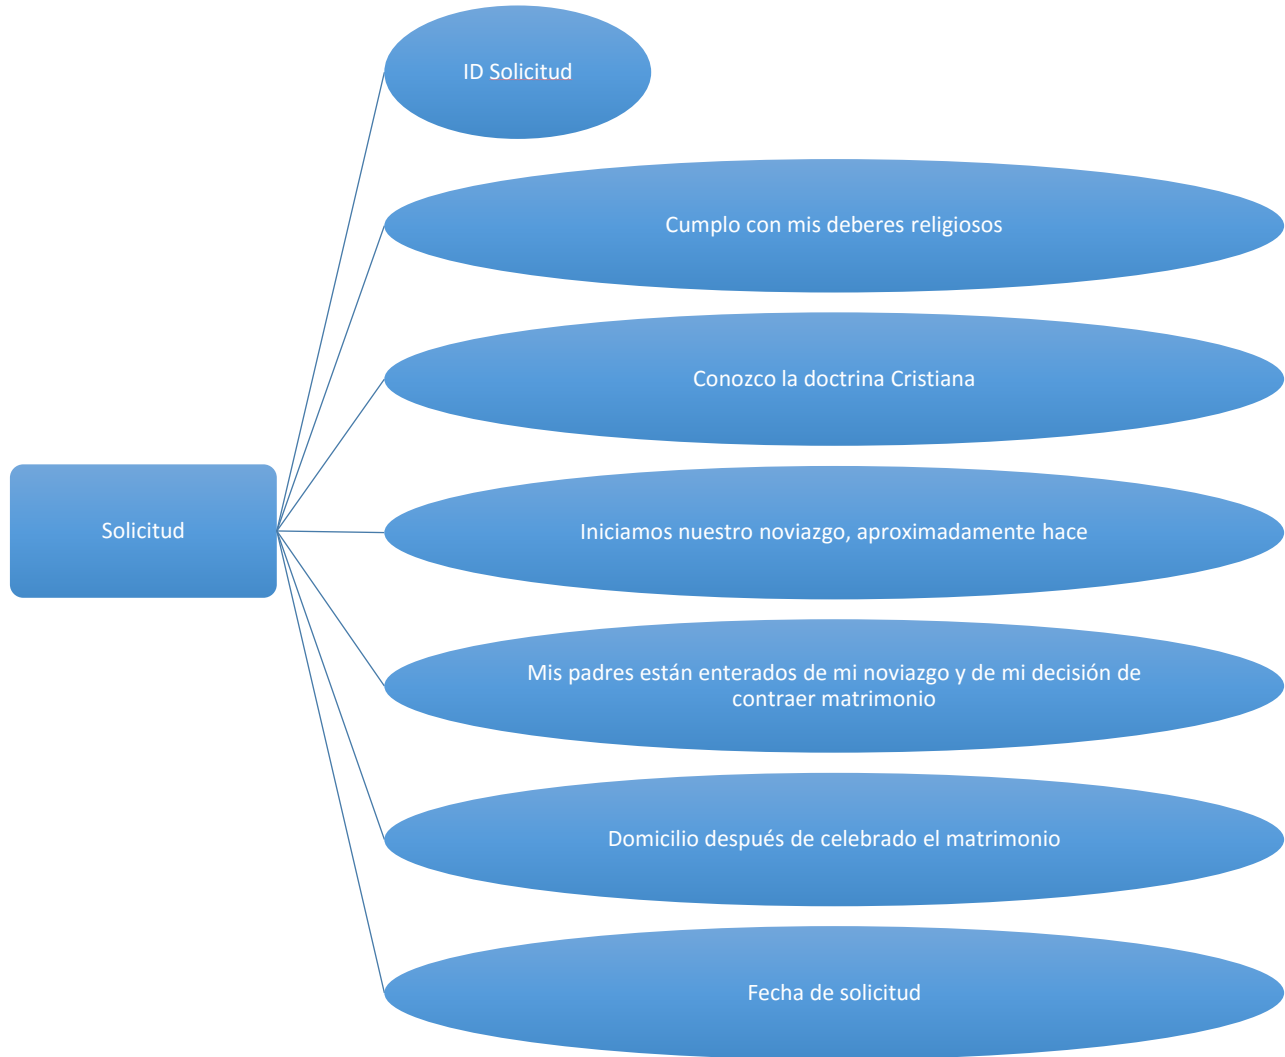 ID Solicitud
Cumplo con mis deberes religiosos
Conozco la doctrina Cristiana
Solicitud
Iniciamos nuestro noviazgo, aproximadamente hace
Mis padres están enterados de mi noviazgo y de mi decisión de
contraer matrimonio
Domicilio después de celebrado el matrimonio
Fecha de solicitud